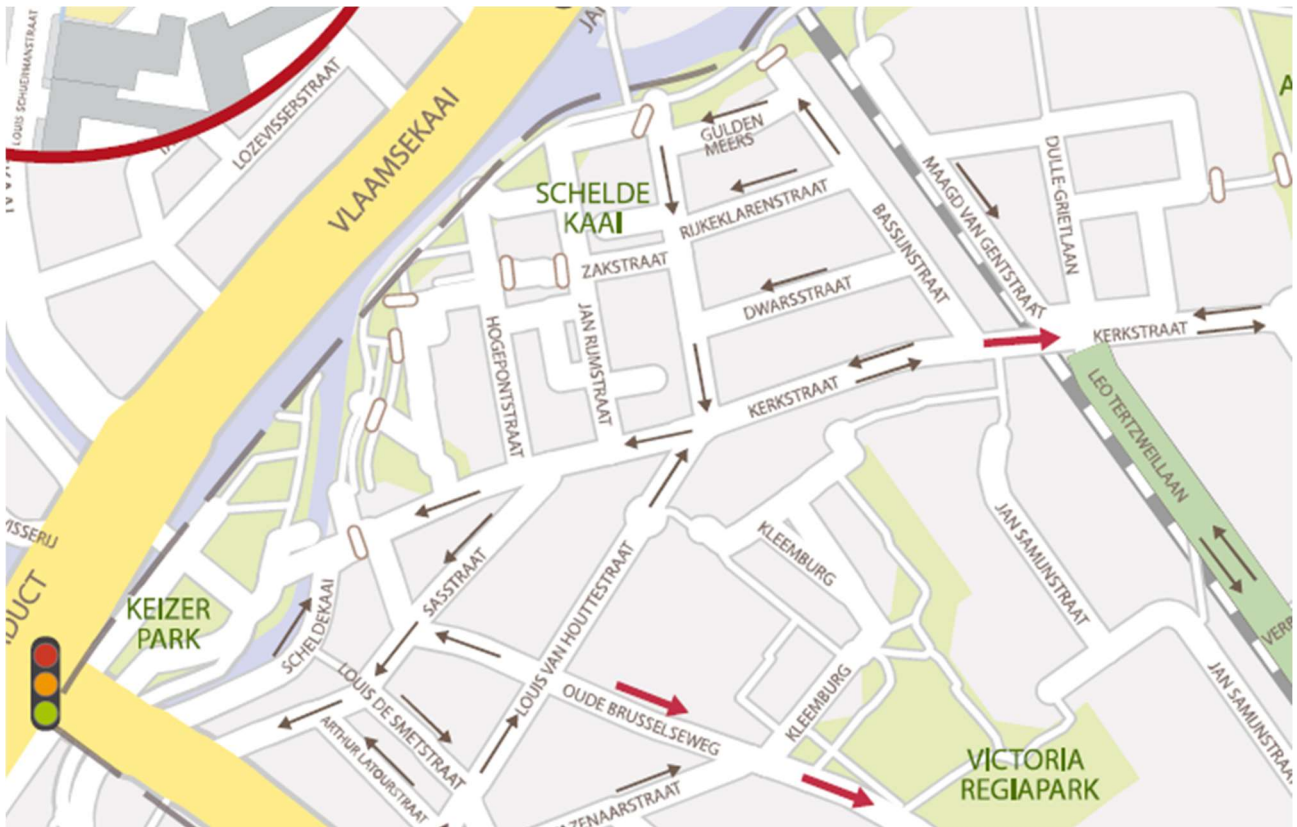 LOUIS SCHUERMANSTRAAT
LOZEVISSERSTRAAT
VLAAMSEKAAI
GULDEN
MEERS
SCHELDE
KAAI
RIJKEKLARENSTRAAT
ZAKSTRAAT
DWARSSTRAAT
BASSIJNSTRAAT
MAAGD VAN GENTSTRAAT
DULLE-GRIETLAAN
KERKSTRAAT
KERKSTRAAT
HOGEPONTSTRAAT
JAN RIJMSTRAAT
LEO TERTZWEILLAAN
VISSERIJ
DUCT
KEIZER
PARK
SCHELDEKAAI
SASSTRAAT
LOUIS VAN HOUTTESTRAAT
KLEEMBURG
KLEEMBURG
JAN SAMIJNSTRAAT
JAN SAMIJNSTRAAT
LOUIS DE SMETSTRAAT
ARTHUR LATOURSTRAAT
OUDE BRUSSELSEWEG
AZENAARSTRAAT
VICTORIA
REGIAPARK